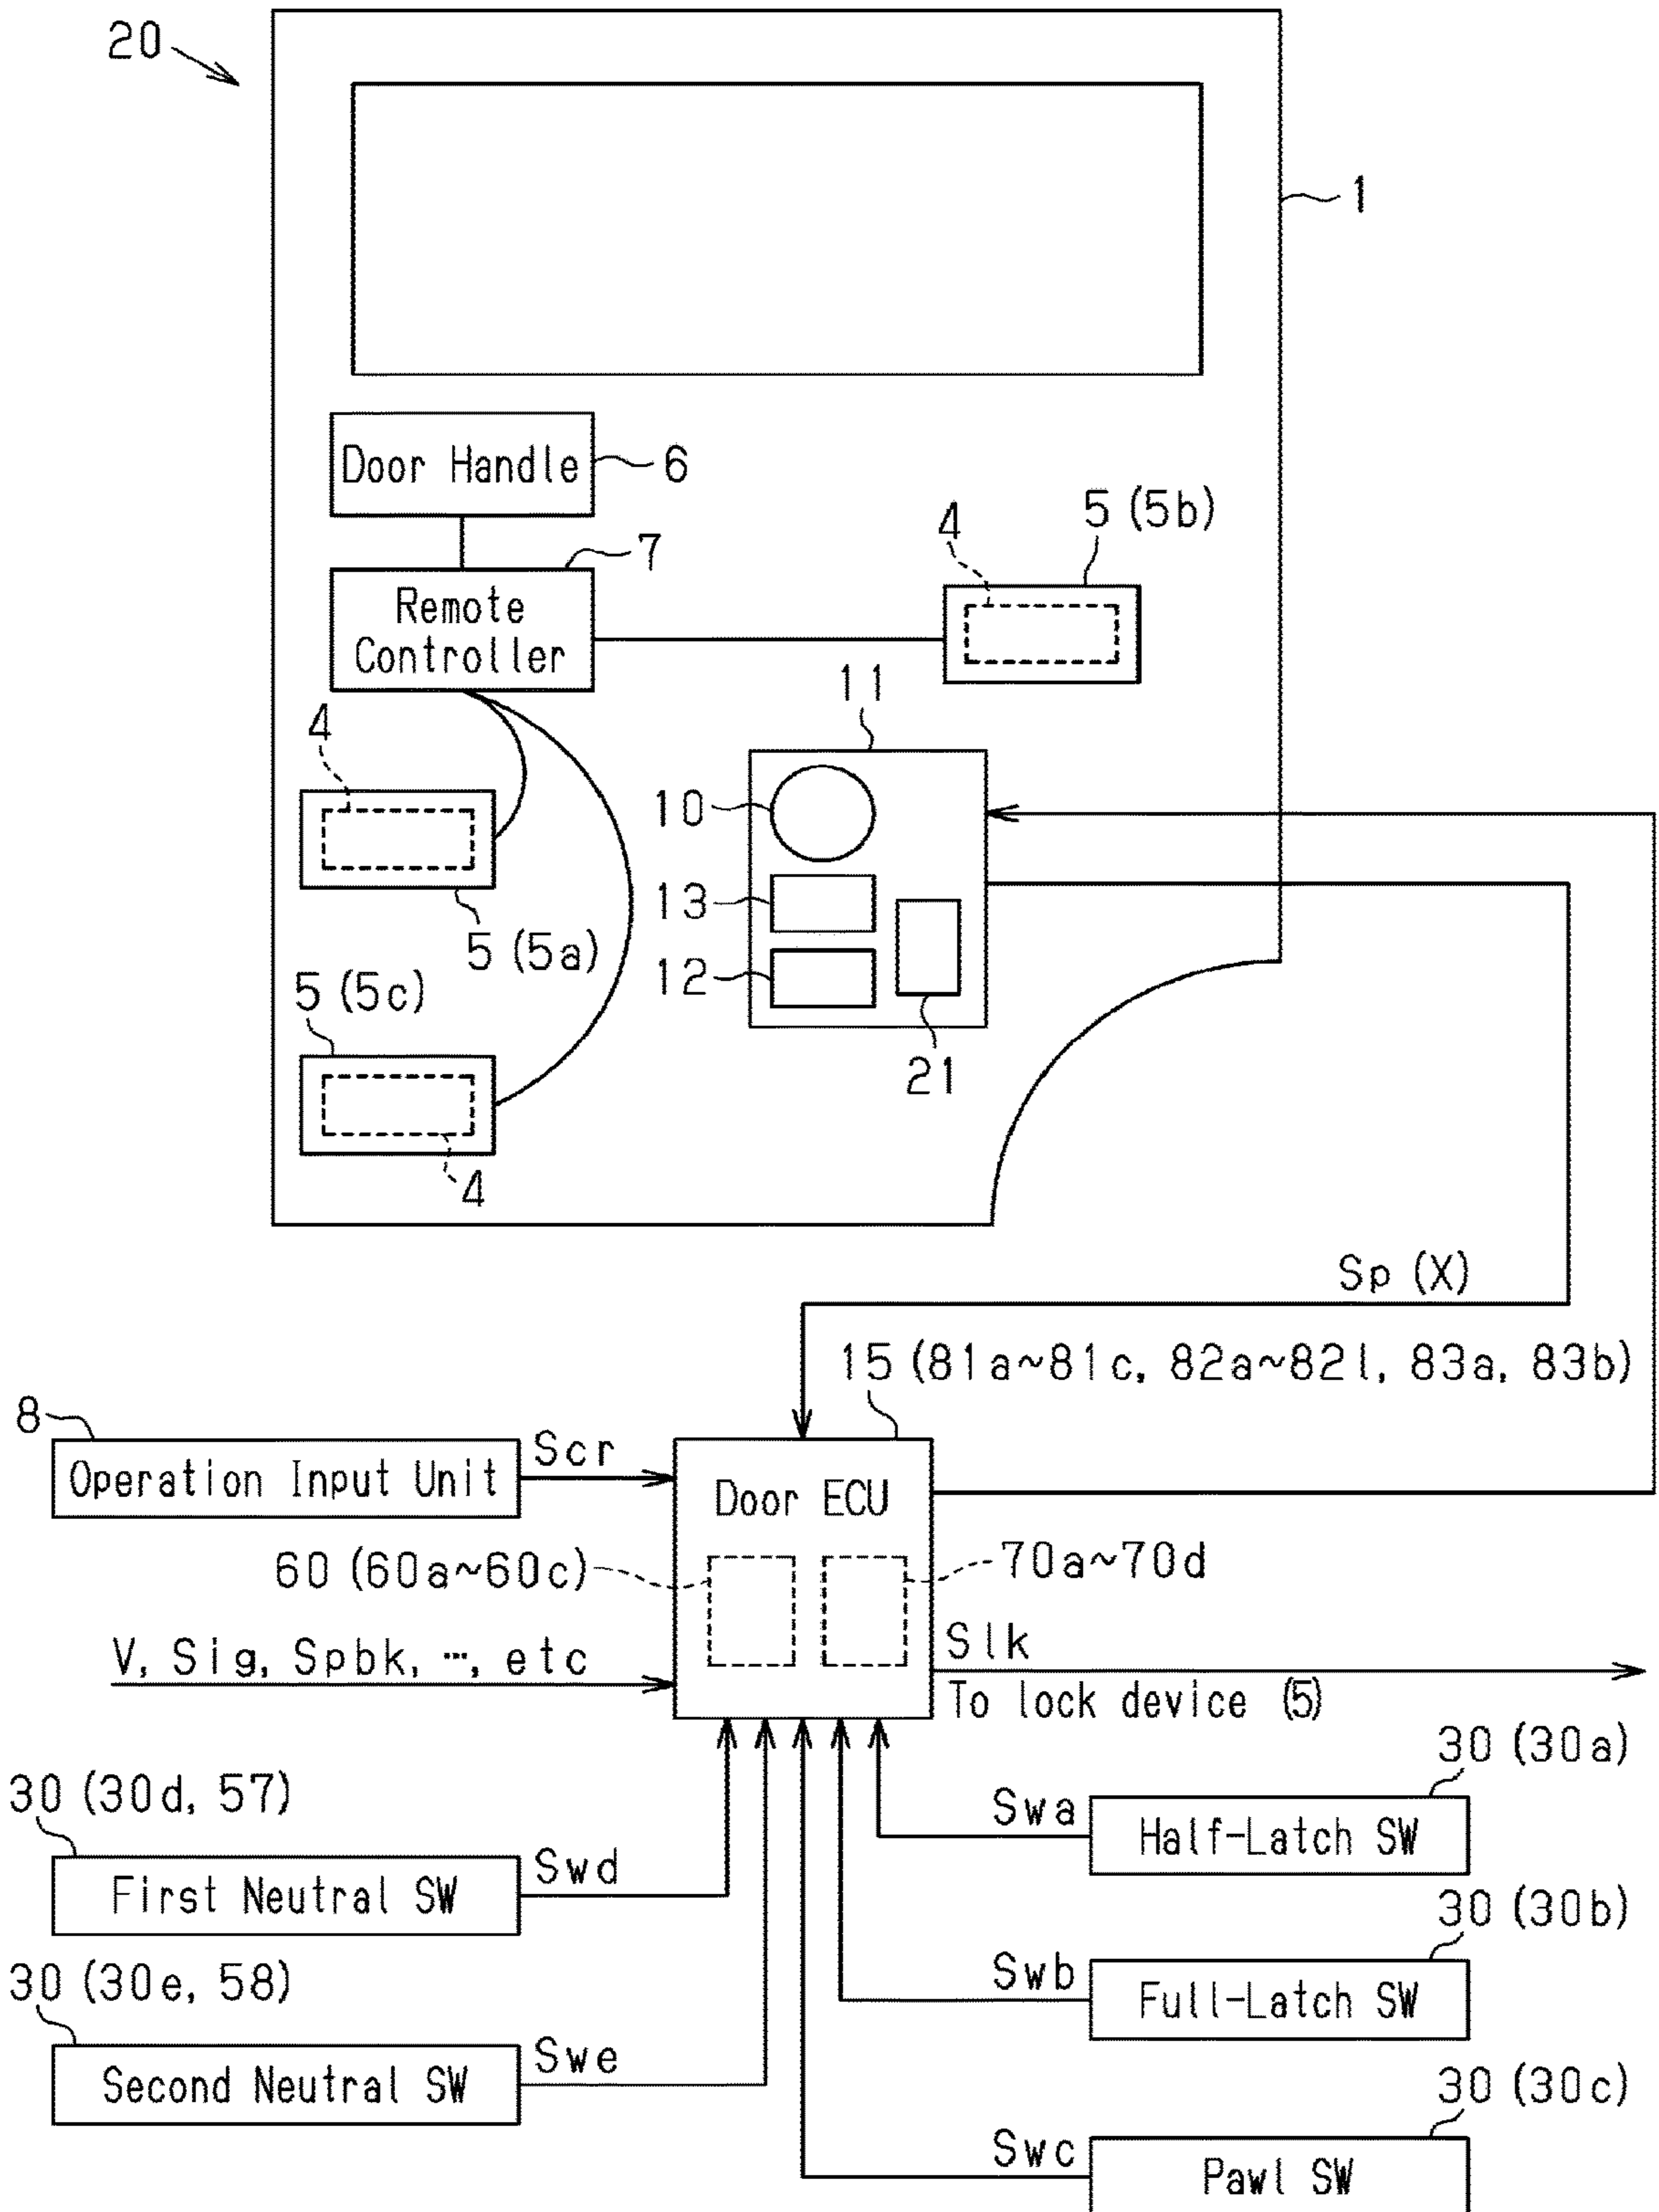 20
1
Door Handle
6
7
4
5 (5b)
Remote
Controller
11
4
10
13
5 (5a)
12
5 (5c)
21
4
Sp (X)
15 (81a~81c, 82a~82l, 83a, 83b)
8
Scr
Operation Input Unit
Door ECU
60 (60a~60c)
70a~70d
Slk
V, Sig, Spbk, …, etc
To lock device (5)
30 (30a)
30 (30d, 57)
Swa
Half-Latch SW
Swd
First Neutral SW
30 (30b)
30 (30e, 58)
Swb
Full-Latch SW
Swe
Second Neutral SW
30 (30c)
Swc
Pawl SW